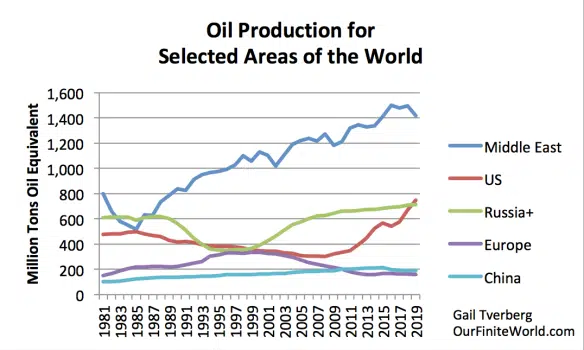 Oil Production for
Selected Areas of the World
Million Tons Oil Equivalent
1,600
1,400
1,200
1,000
800
600
400
200
0
1981
1983
1985
1987
1989
1991
1993
1995
1997
1999
2001
2003
2005
2007
2009
2011
2013
2015
2017
2019
Middle East
US
Russia+
Europe
China
Gail Tverberg
OurFiniteWorld.com